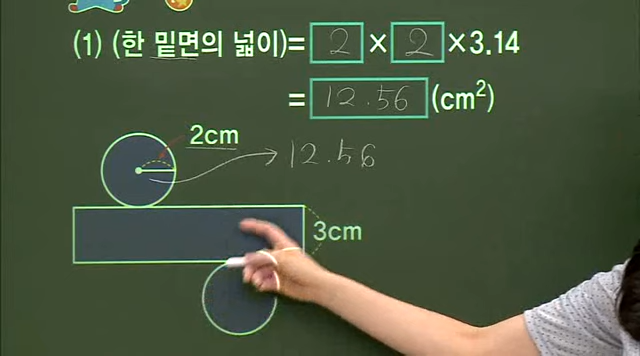 (1) (한 밑면의 넓이)= 2 × 2 ×3.14
= 12.56 (cm²)
2cm
12.56
3cm